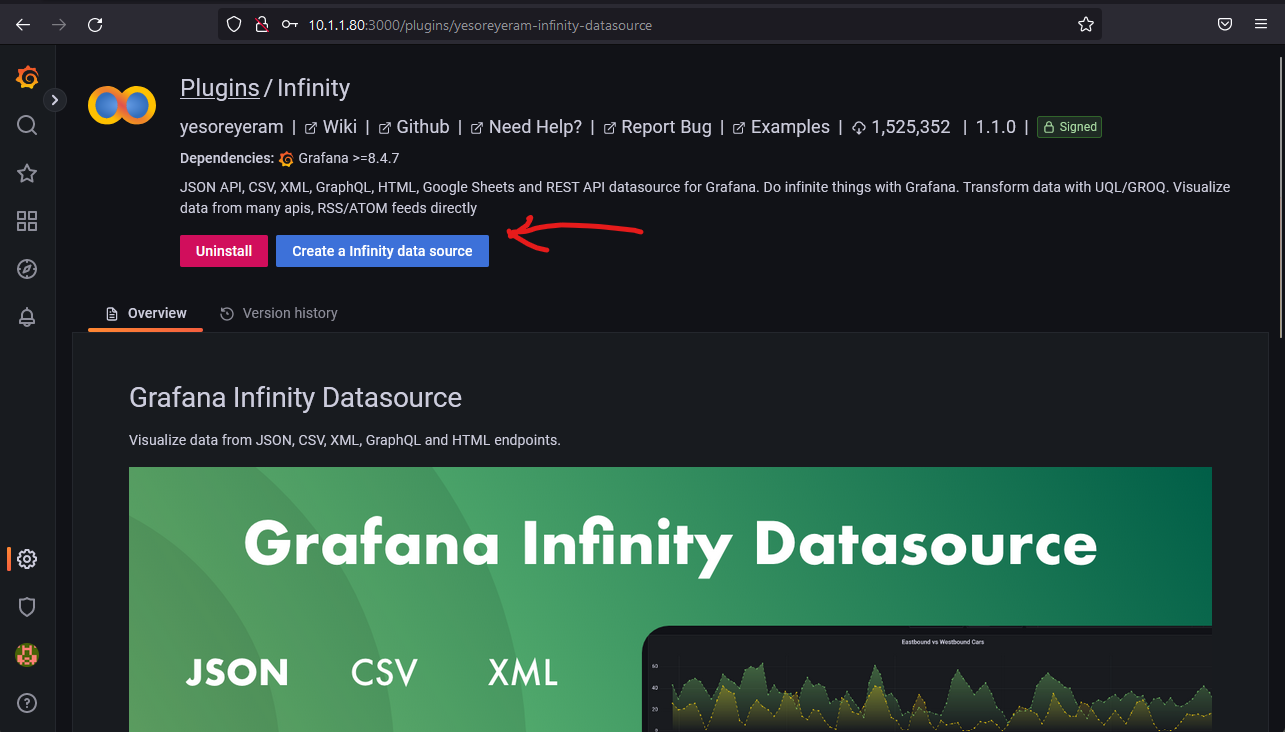 10.1.1.80:3000/plugins/yesoreyeram-infinity-datasource
Plugins / Infinity
yesoreyeram | Wiki | Github | Need Help? | Report Bug | Examples | 1,525,352 | 1.1.0 | Signed
Dependencies: Grafana >=8.4.7
JSON API, CSV, XML, GraphQL, HTML, Google Sheets and REST API datasource for Grafana. Do infinite things with Grafana. Transform data with UQL/GROQ. Visualize
data from many apis, RSS/ATOM feeds directly
Uninstall Create a Infinity data source
Overview Version history
Grafana Infinity Datasource
Visualize data from JSON, CSV, XML, GraphQL and HTML endpoints.
Grafana Infinity Datasource
JSON CSV XML
Eastbound vs Westbound Cars
60
40
20
0